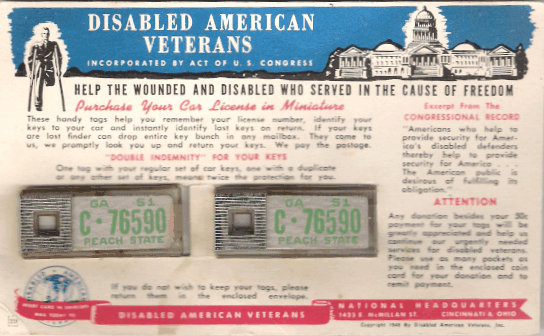 DISABLED AMERICAN
VETERANS
INCORPORATED BY ACT OF U. S. CONGRESS
HELP THE WOUNDED AND DISABLED WHO SERVED IN THE CAUSE OF FREEDOM
Purchase Your Car License in Miniature
These handy tags help you remember your license number, identify your
keys to your car and instantly identify lost keys on return. If your keys
are lost finder can drop entire key bunch in any mailbox. They come to
us, we promptly look you up and return your keys. We pay the postage.
"DOUBLE INDEMNITY" FOR YOUR KEYS
One tag with your regular set of car keys, one with a duplicate
or any other set of keys, means twice the protection for you.
GA 51
C·76590
PEACH STATE
GA 51
C·76590
PEACH STATE
If you do not wish to keep your tags, please
return them in the enclosed envelope.
DISABLED AMERICAN VETERANS
Excerpt From The
CONGRESSIONAL RECORD
"Americans who help to
provide security for Amer-
ica's disabled defenders
thereby help to provide
security for America —
The American public is
desirous of fulfilling its
obligation."
ATTENTION
Any donation besides your 50c
payment for your tags will be
greatly appreciated and help us
continue our urgently needed
services for disabled veterans.
Please use as many packets as
you need in the enclosed coin
card for your donation and to
remit payment.
NATIONAL HEADQUARTERS
1423 E. McMILLAN ST. CINCINNATI 6, OHIO
Disabled American Veterans, Inc.